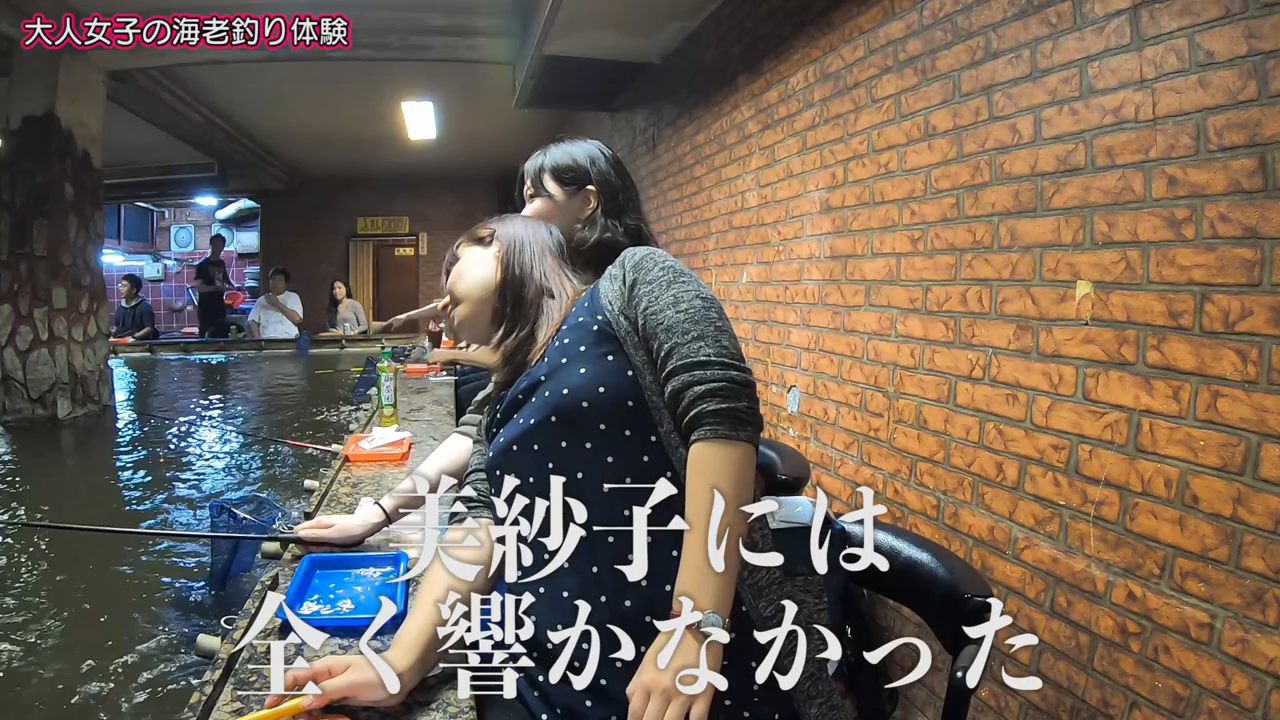 大人女子の海老釣り体験
美紗子には
全く響かなかった